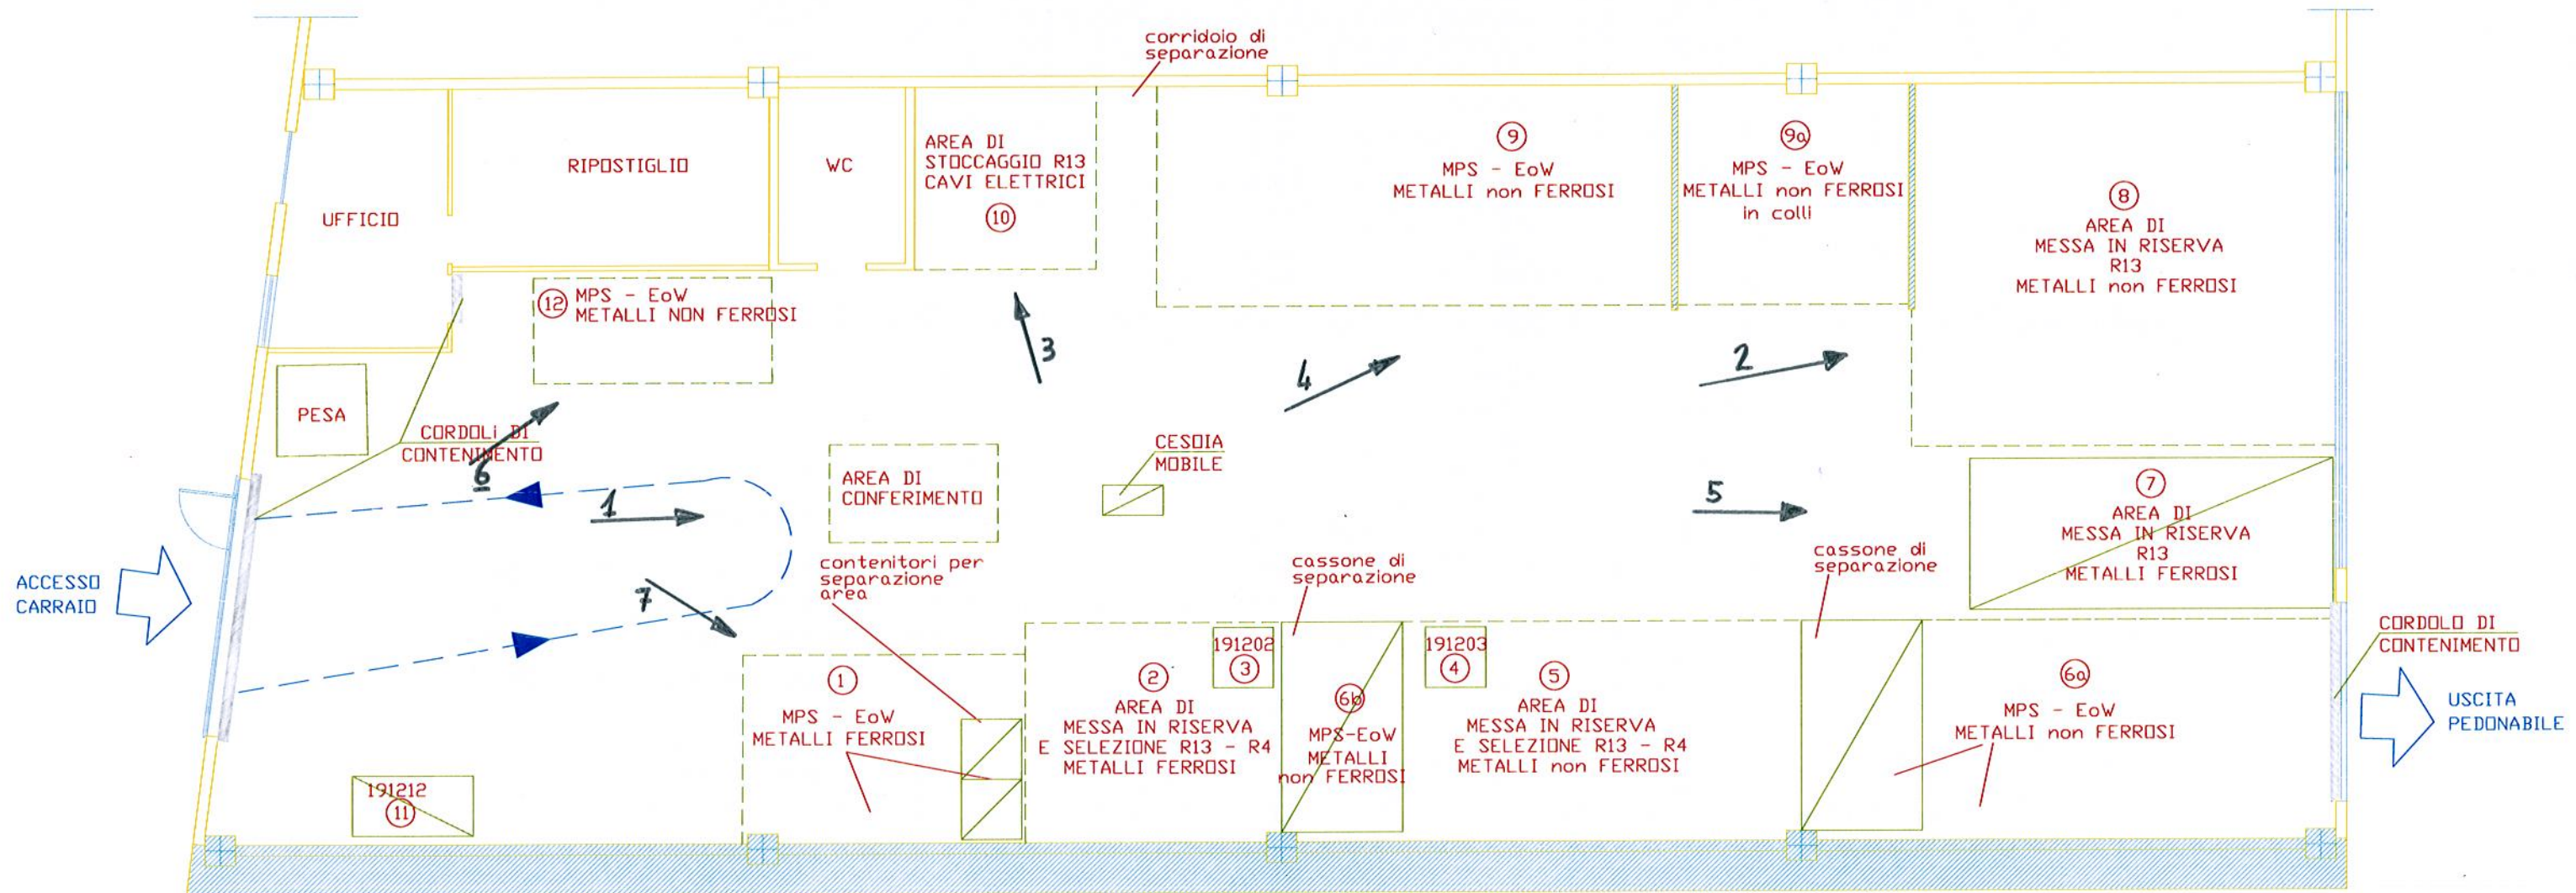 corridoio di
separazione
UFFICIO
RIPOSTIGLIO
WC
AREA DI
STOCCAGGIO R13
CAVI ELETTRICI
10
9
MPS - EoW
METALLI non FERROSI
9a
MPS - EoW
METALLI non FERROSI
in colli
8
AREA DI
MESSA IN RISERVA
R13
METALLI non FERROSI
12
MPS - EoW
METALLI NON FERROSI
3
4
2
PESA
CORDOLi DI
CONTENIMENTO
6
1
AREA DI
CONFERIMENTO
CESOIA
MOBILE
5
7
AREA DI
MESSA IN RISERVA
R13
METALLI FERROSI
ACCESSO
CARRAIO
7
contenitori per
separazione
area
cassone di
separazione
cassone di
separazione
CORDOLO DI
CONTENIMENTO
USCITA
PEDONABILE
1
MPS - EoW
METALLI FERROSI
2
AREA DI
MESSA IN RISERVA
E SELEZIONE R13 - R4
METALLI FERROSI
191202
3
6b
MPS-EoW
METALLI
non FERROSI
191203
4
5
AREA DI
MESSA IN RISERVA
E SELEZIONE R13 - R4
METALLI non FERROSI
6a
MPS - EoW
METALLI non FERROSI
191212
11